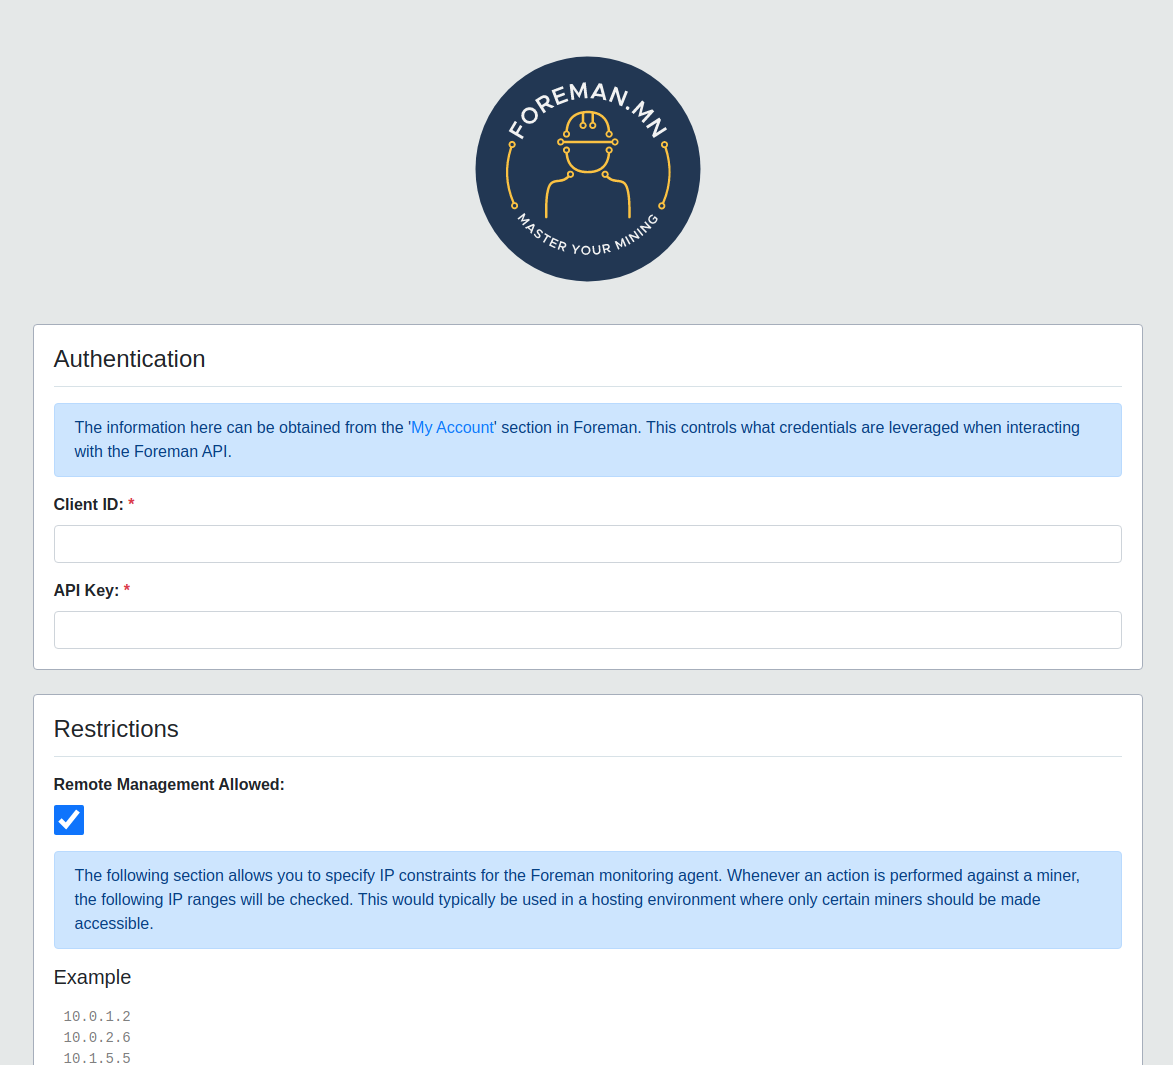 FOREMAN.MN
MASTER YOUR MINING
Authentication
The information here can be obtained from the 'My Account' section in Foreman. This controls what credentials are leveraged when interacting
with the Foreman API.
Client ID: *
API Key: *
Restrictions
Remote Management Allowed:
The following section allows you to specify IP constraints for the Foreman monitoring agent. Whenever an action is performed against a miner,
the following IP ranges will be checked. This would typically be used in a hosting environment where only certain miners should be made
accessible.
Example
10.0.1.2
10.0.2.6
10.1.5.5